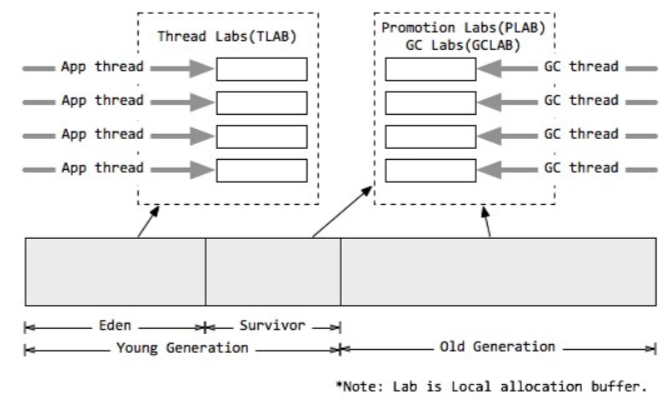 Thread Labs(TLAB)
Promotion Labs(PLAB)
GC Labs(GCLAB)
App thread
GC thread
App thread
GC thread
App thread
GC thread
App thread
GC thread
Eden
Survivor
Young Generation
Old Generation
*Note: Lab is Local allocation buffer.